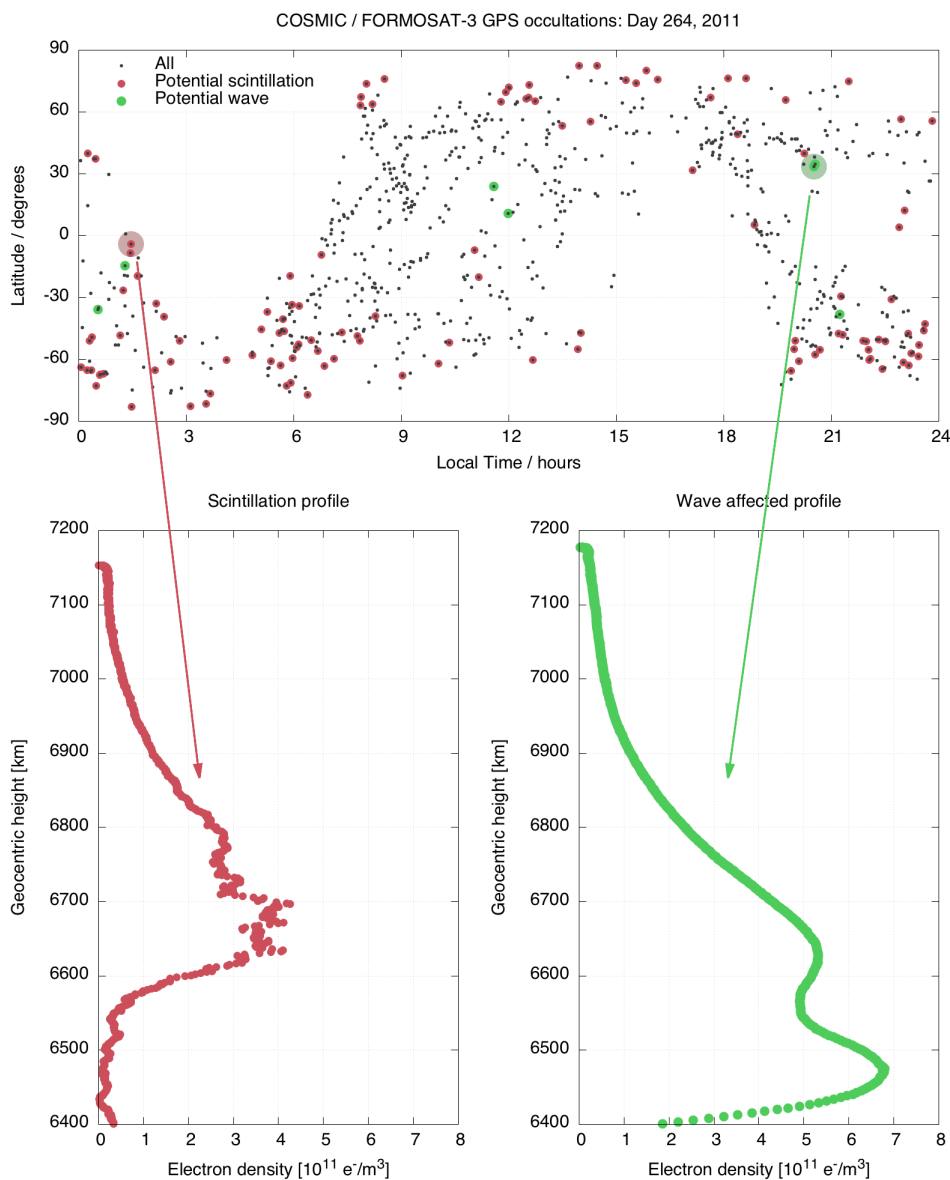 COSMIC / FORMOSAT-3 GPS occultations: Day 264, 2011
90
60
30
0
-30
-60
-90
Latitude / degrees
All
Potential scintillation
Potential wave
0 3 6 9 12 15 18 21 24
Local Time / hours
Scintillation profile
7200
7100
7000
6900
6800
6700
6600
6500
6400
Geocentric height [km]
0 1 2 3 4 5 6 7 8
Electron density [10¹¹ e⁻/m³]
Wave affected profile
7200
7100
7000
6900
6800
6700
6600
6500
6400
Geocentric height [km]
0 1 2 3 4 5 6 7 8
Electron density [10¹¹ e⁻/m³]